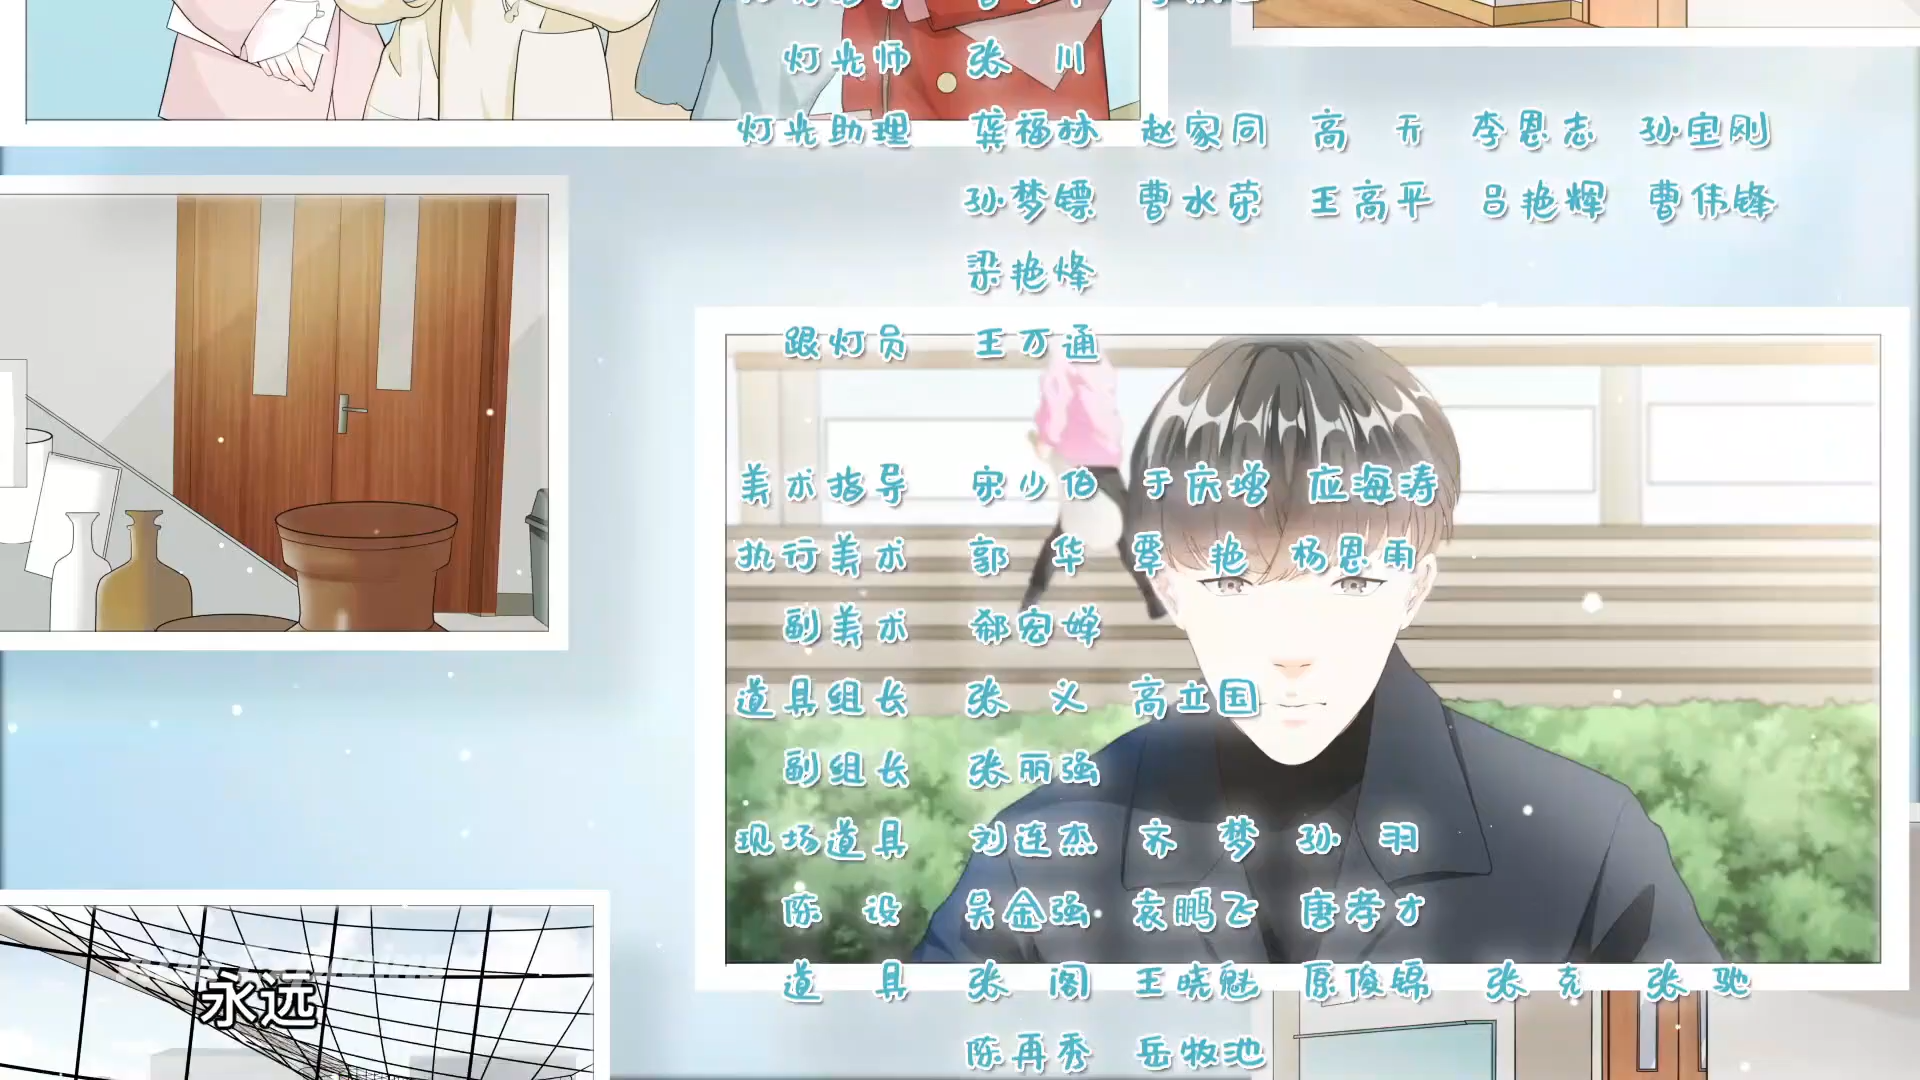 灯光师 张 川
灯光助理 龚福林 赵家同 高 亓 李恩志 孙宝刚
孙梦镖 曹水荣 王高平 吕艳辉 曹伟锋
梁艳烽
跟灯员 王万通
美术指导 宋少伯 于庆增 应海涛
执行美术 郭 华 覃 艳 杨恩雨
副美术 郗宏婵
道具组长 张 义 高立国
副组长 张丽强
现场道具 刘连杰 齐 梦 孙 羽
陈 设 吴金强 袁鹏飞 唐孝才
道 具 张 阁 王晓魁 原俊锦 张 克 张 驰
陈再秀 岳牧池
永远